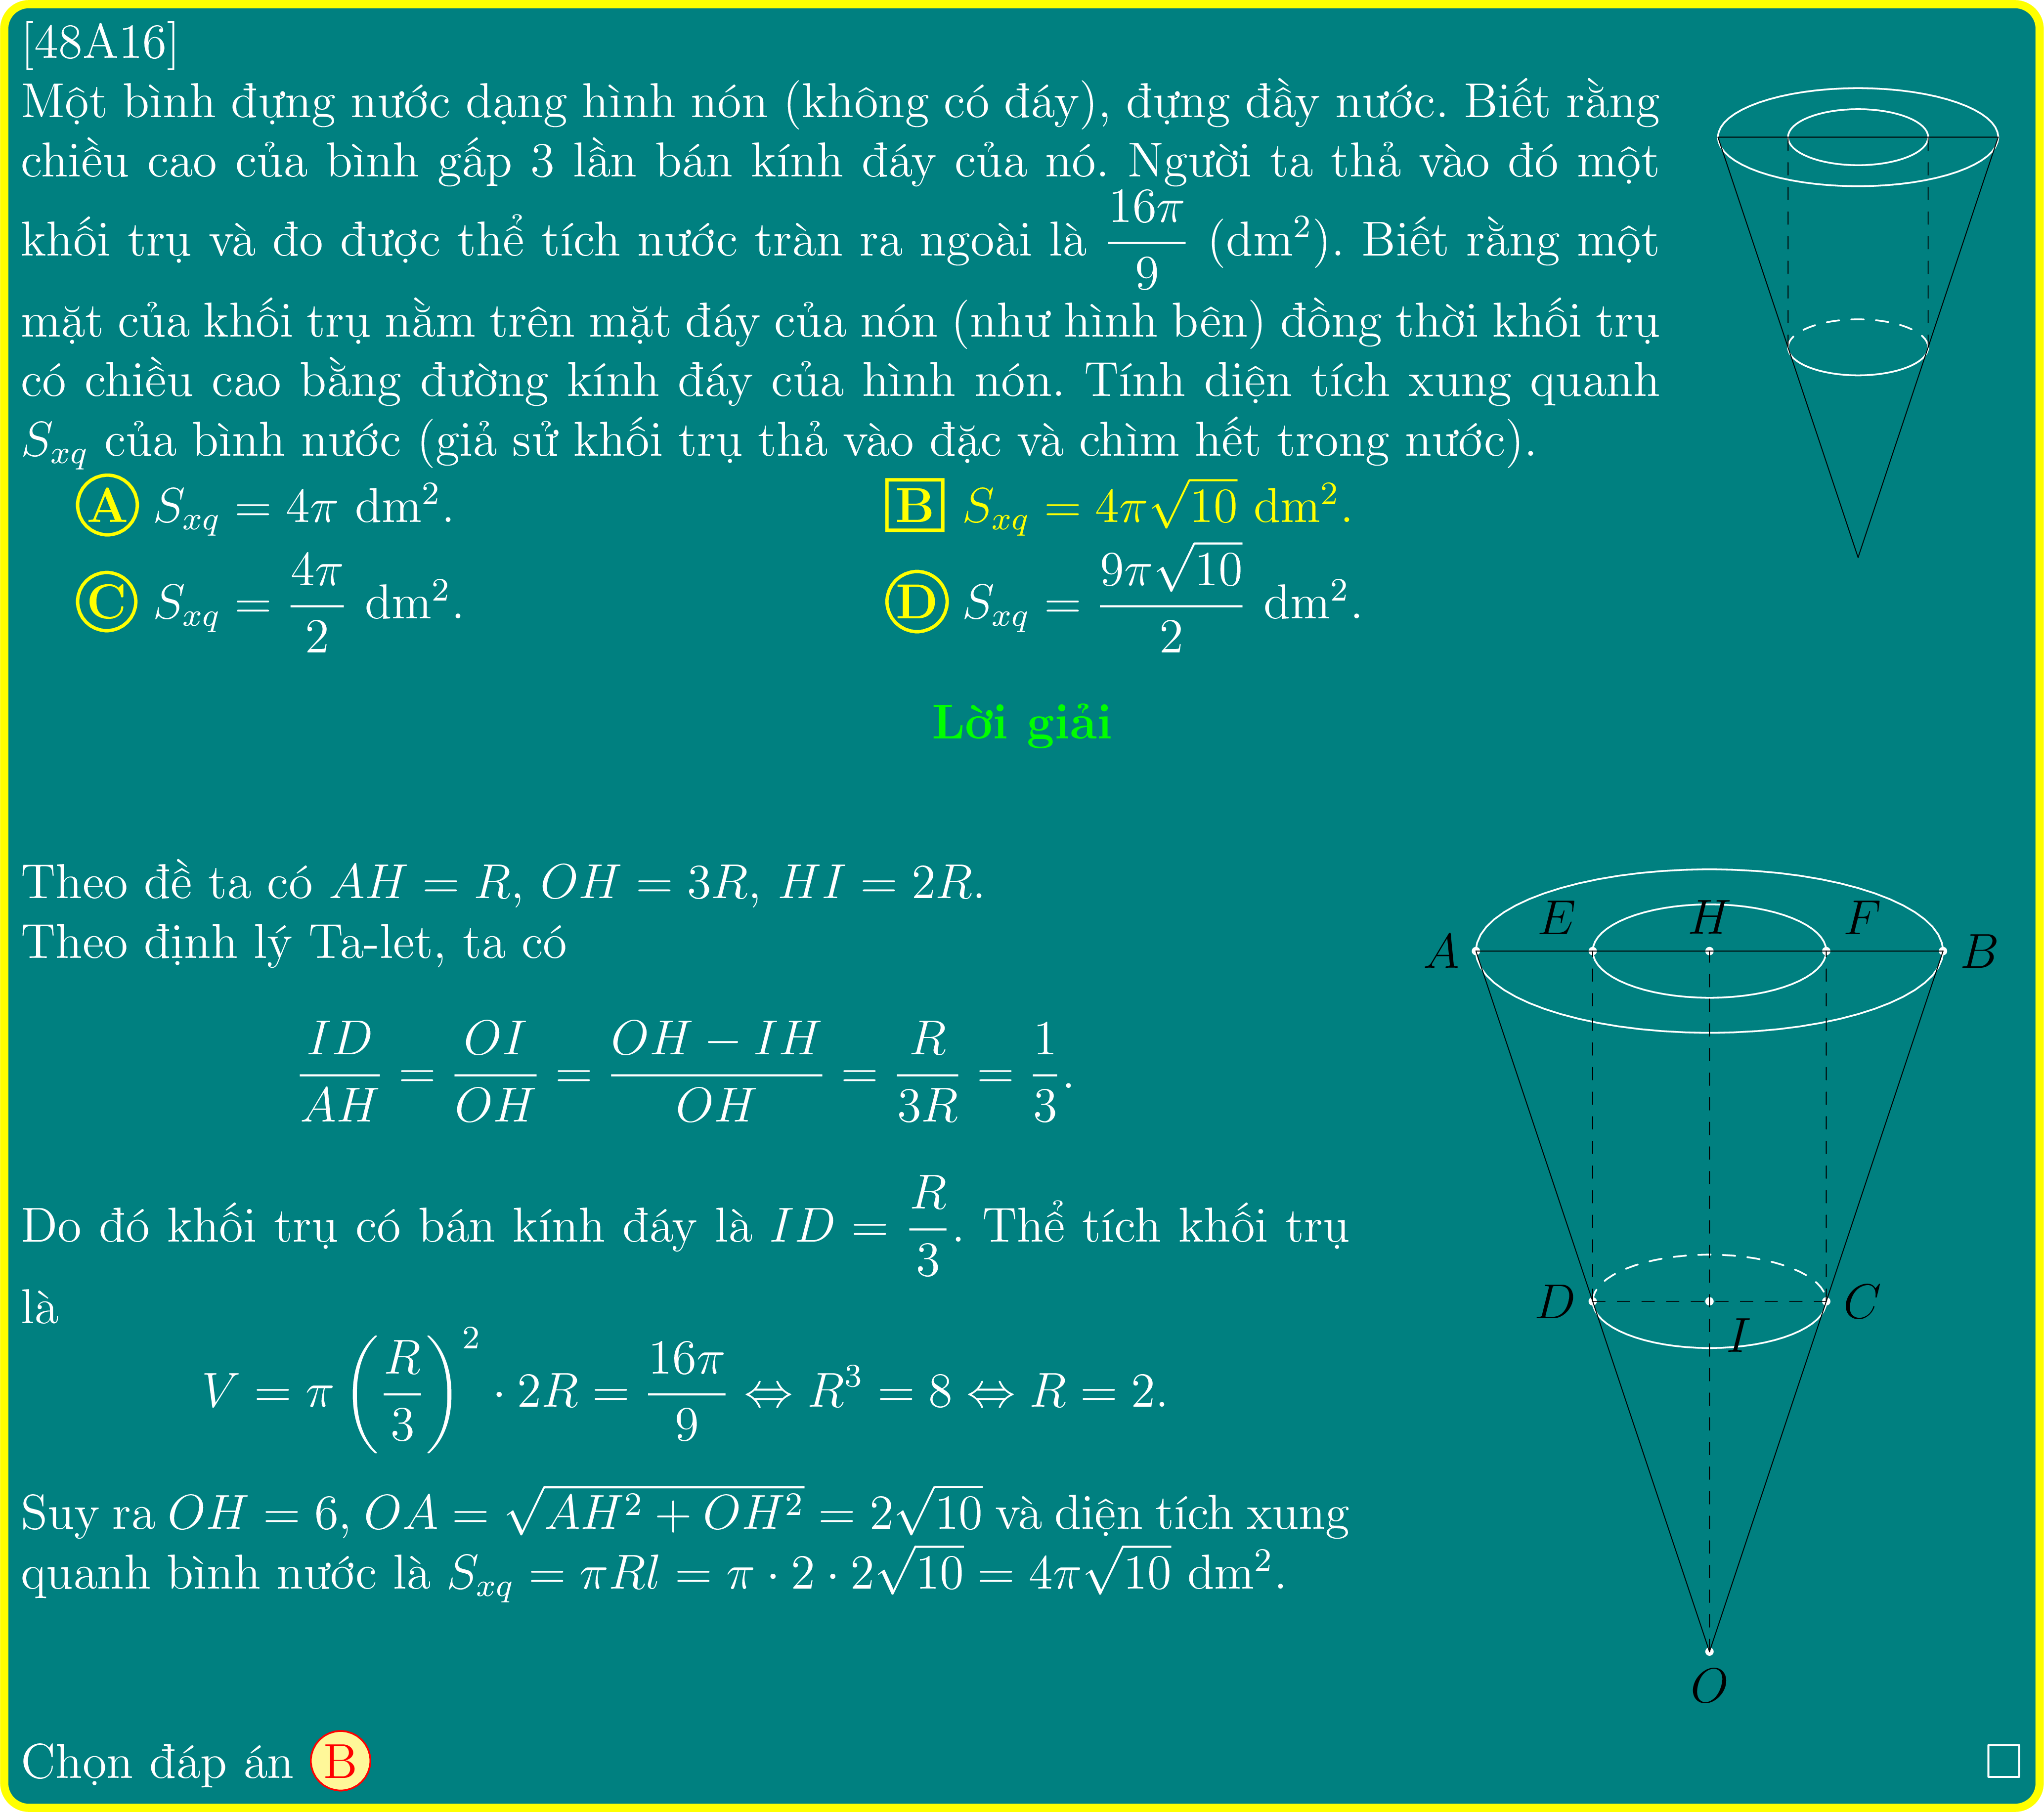 [48A16]
Một bình đựng nước dạng hình nón (không có đáy), đựng đầy nước. Biết rằng
chiều cao của bình gấp 3 lần bán kính đáy của nó. Người ta thả vào đó một
khối trụ và đo được thể tích nước tràn ra ngoài là $\dfrac{16\pi}{9}$ (dm$^2$). Biết rằng một
mặt của khối trụ nằm trên mặt đáy của nón (như hình bên) đồng thời khối trụ
có chiều cao bằng đường kính đáy của hình nón. Tính diện tích xung quanh
$S_{xq}$ của bình nước (giả sử khối trụ thả vào đặc và chìm hết trong nước).
A $S_{xq} = 4\pi$ dm$^2$. B $S_{xq} = 4\pi\sqrt{10}$ dm$^2$.
C $S_{xq} = \dfrac{4\pi}{2}$ dm$^2$. D $S_{xq} = \dfrac{9\pi\sqrt{10}}{2}$ dm$^2$.
Lời giải
Theo đề ta có $AH = R$, $OH = 3R$, $HI = 2R$.
Theo định lý Ta-let, ta có
$\dfrac{ID}{AH} = \dfrac{OI}{OH} = \dfrac{OH - IH}{OH} = \dfrac{R}{3R} = \dfrac{1}{3}.$
Do đó khối trụ có bán kính đáy là $ID = \dfrac{R}{3}$. Thể tích khối trụ
là
$V = \pi\left(\dfrac{R}{3}\right)^2 \cdot 2R = \dfrac{16\pi}{9} \Leftrightarrow R^3 = 8 \Leftrightarrow R = 2.$
Suy ra $OH = 6$, $OA = \sqrt{AH^2 + OH^2} = 2\sqrt{10}$ và diện tích xung
quanh bình nước là $S_{xq} = \pi Rl = \pi \cdot 2 \cdot 2\sqrt{10} = 4\pi\sqrt{10}$ dm$^2$.
A E H F B
D I C
O
Chọn đáp án B □